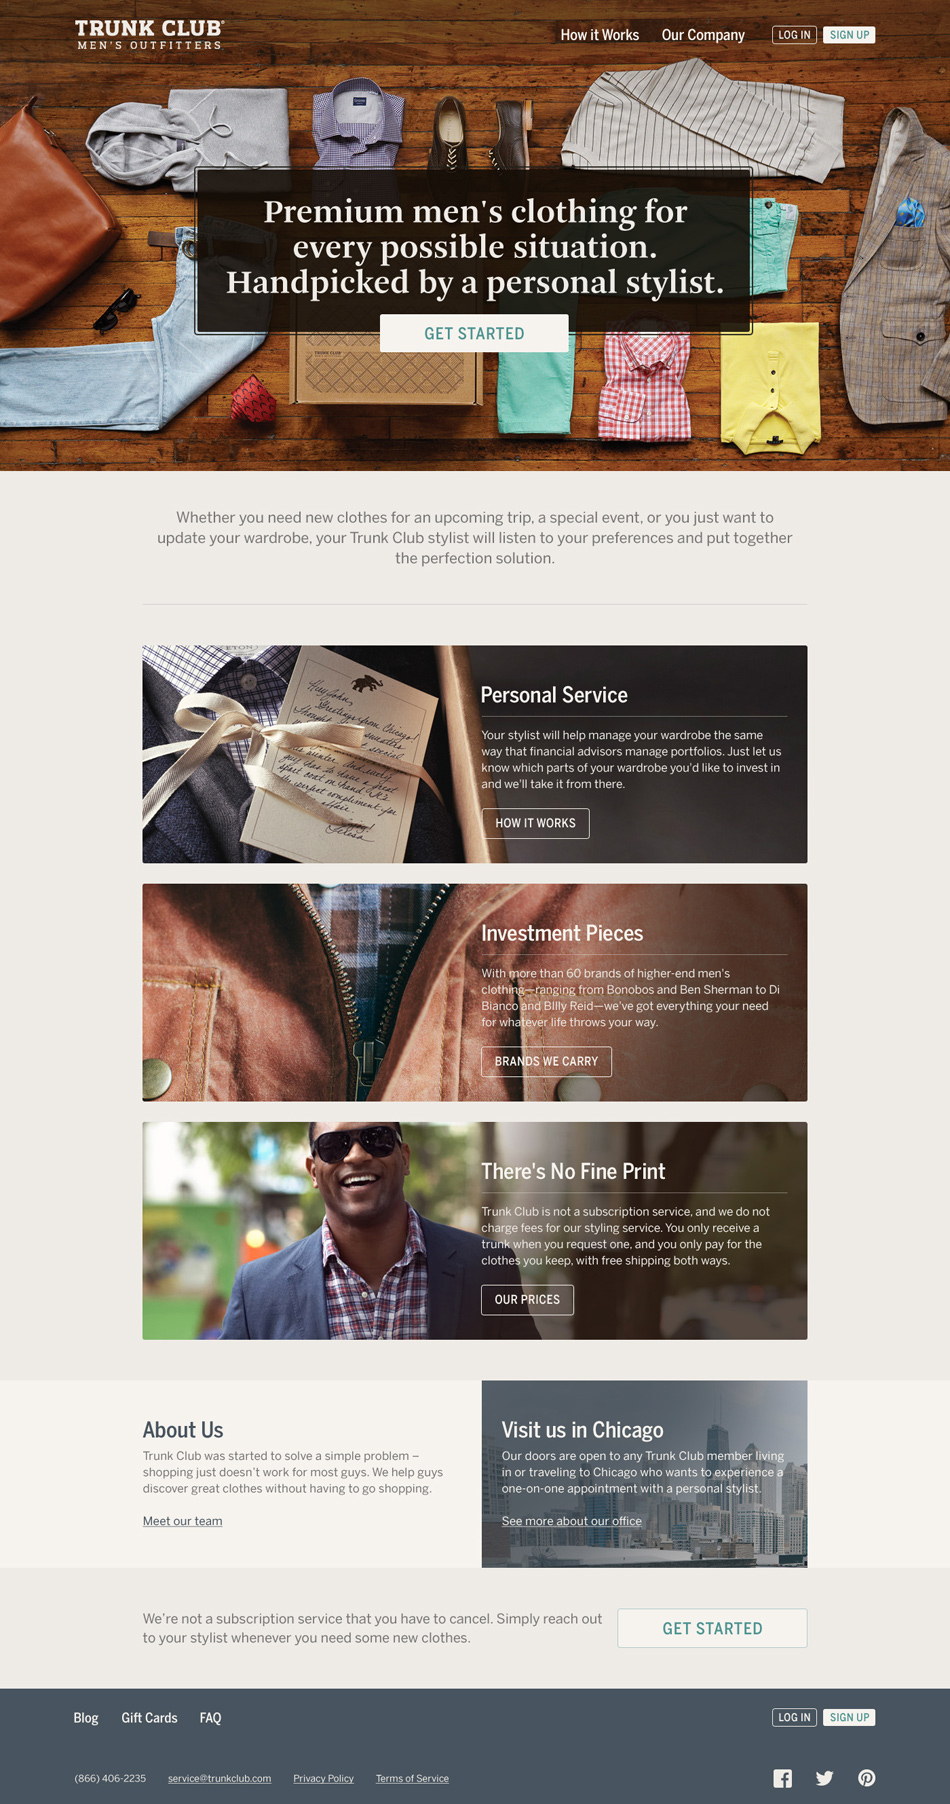 TRUNK CLUB
MEN'S OUTFITTERS
How it Works
Our Company
LOG IN
SIGN UP
Premium men's clothing for
every possible situation.
Handpicked by a personal stylist.
TRUNK CLUB
GET STARTED
Whether you need new clothes for an upcoming trip, a special event, or you just want to
update your wardrobe, your Trunk Club stylist will listen to your preferences and put together
the perfection solution.
Hey John,
Greetings from Chicago!
Personal Service
Your stylist will help manage your wardrobe the same
way that financial advisors manage portfolios. Just let us
know which parts of your wardrobe you'd like to invest in
and we'll take it from there.
HOW IT WORKS
Investment Pieces
With more than 60 brands of higher-end men's
clothing—ranging from Bonobos and Ben Sherman to Di
Bianco and BIlly Reid—we've got everything your need
for whatever life throws your way.
BRANDS WE CARRY
There's No Fine Print
Trunk Club is not a subscription service, and we do not
charge fees for our styling service. You only receive a
trunk when you request one, and you only pay for the
clothes you keep, with free shipping both ways.
OUR PRICES
About Us
Trunk Club was started to solve a simple problem –
shopping just doesn't work for most guys. We help guys
discover great clothes without having to go shopping.
Meet our team
Visit us in Chicago
Our doors are open to any Trunk Club member living
in or traveling to Chicago who wants to experience a
one-on-one appointment with a personal stylist.
See more about our office
We're not a subscription service that you have to cancel. Simply reach out
to your stylist whenever you need some new clothes.
GET STARTED
Blog
Gift Cards
FAQ
LOG IN
SIGN UP
(866) 406-2235
service@trunkclub.com
Privacy Policy
Terms of Service